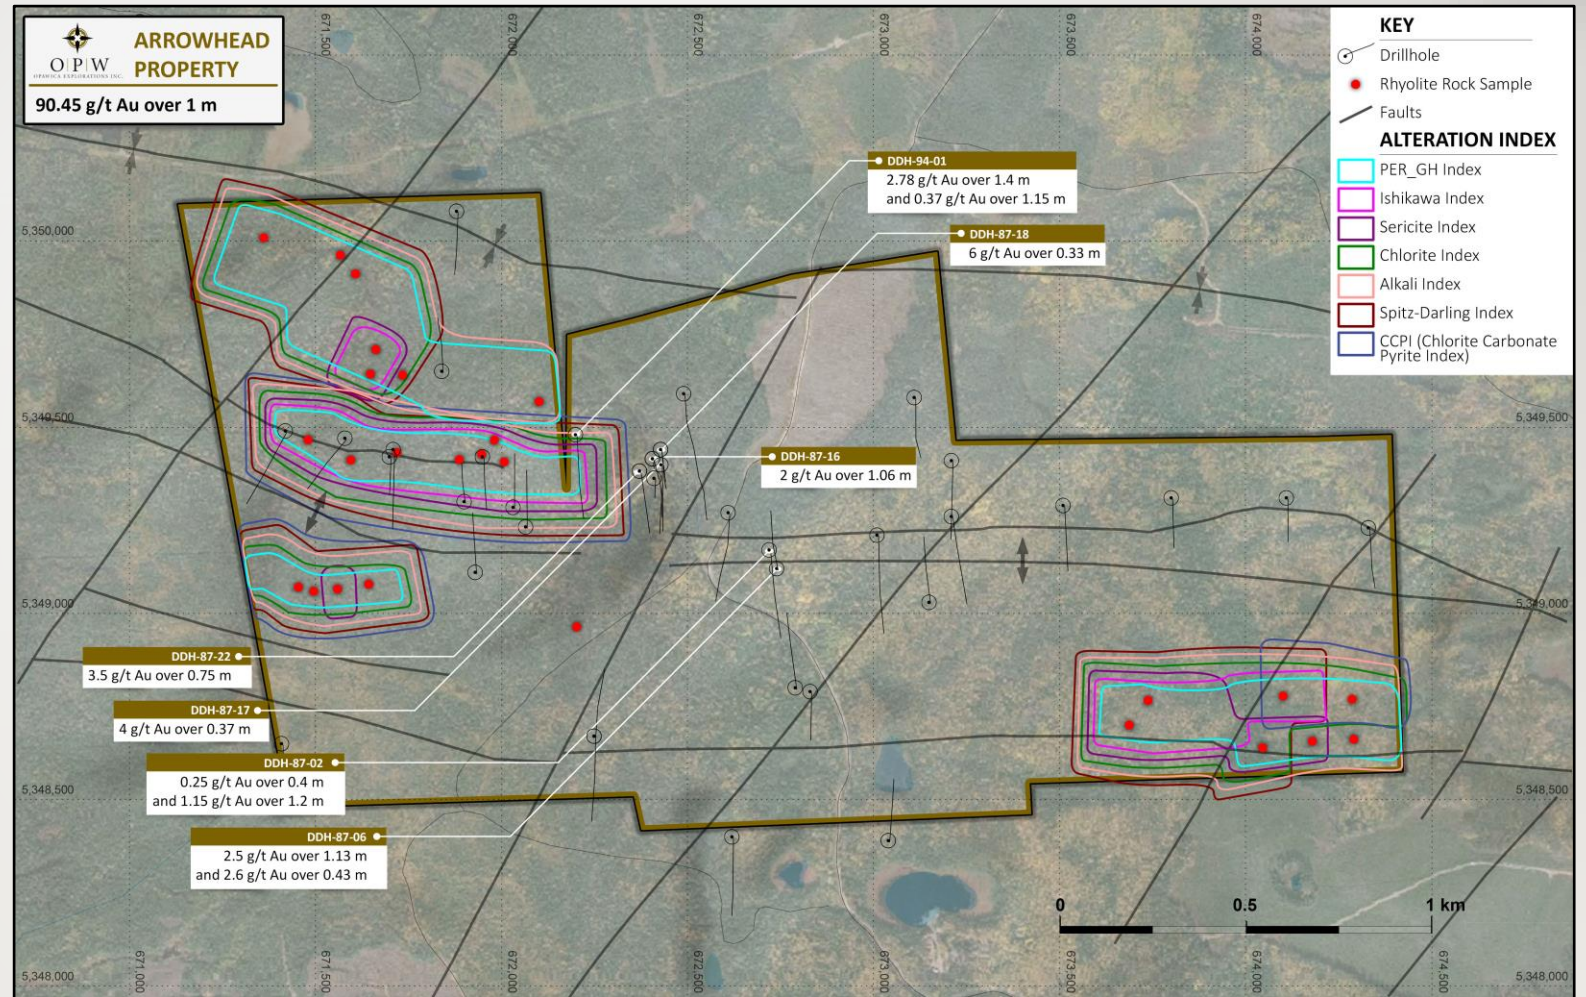 O|P|W
OPAWICA EXPLORATIONS INC.
ARROWHEAD
PROPERTY
90.45 g/t Au over 1 m
671,500
672,000
672,500
673,000
673,500
674,000
KEY
Drillhole
Rhyolite Rock Sample
Faults
ALTERATION INDEX
PER_GH Index
Ishikawa Index
Sericite Index
Chlorite Index
Alkali Index
Spitz-Darling Index
CCPI (Chlorite Carbonate
Pyrite Index)
DDH-94-01
2.78 g/t Au over 1.4 m
and 0.37 g/t Au over 1.15 m
5,350,000
DDH-87-18
6 g/t Au over 0.33 m
5,349,500
5,349,500
DDH-87-16
2 g/t Au over 1.06 m
5,349,000
5,349,000
DDH-87-22
3.5 g/t Au over 0.75 m
DDH-87-17
4 g/t Au over 0.37 m
DDH-87-02
0.25 g/t Au over 0.4 m
and 1.15 g/t Au over 1.2 m
5,348,500
5,348,500
DDH-87-06
2.5 g/t Au over 1.13 m
and 2.6 g/t Au over 0.43 m
0
0.5
1 km
5,348,000
5,348,000
671,000
671,500
672,000
672,500
673,000
673,500
674,000
674,500